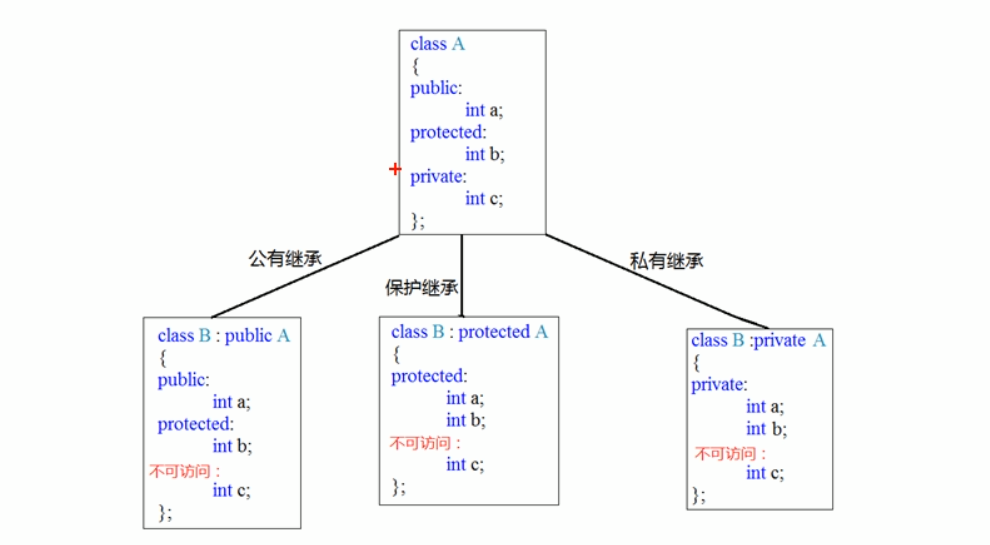 class A
{
public:
int a;
protected:
int b;
private:
int c;
};
公有继承
保护继承
私有继承
class B : public A
{
public:
int a;
protected:
int b;
不可访问：
int c;
};
class B : protected A
{
protected:
int a;
int b;
不可访问：
int c;
};
class B :private A
{
private:
int a;
int b;
不可访问：
int c;
};